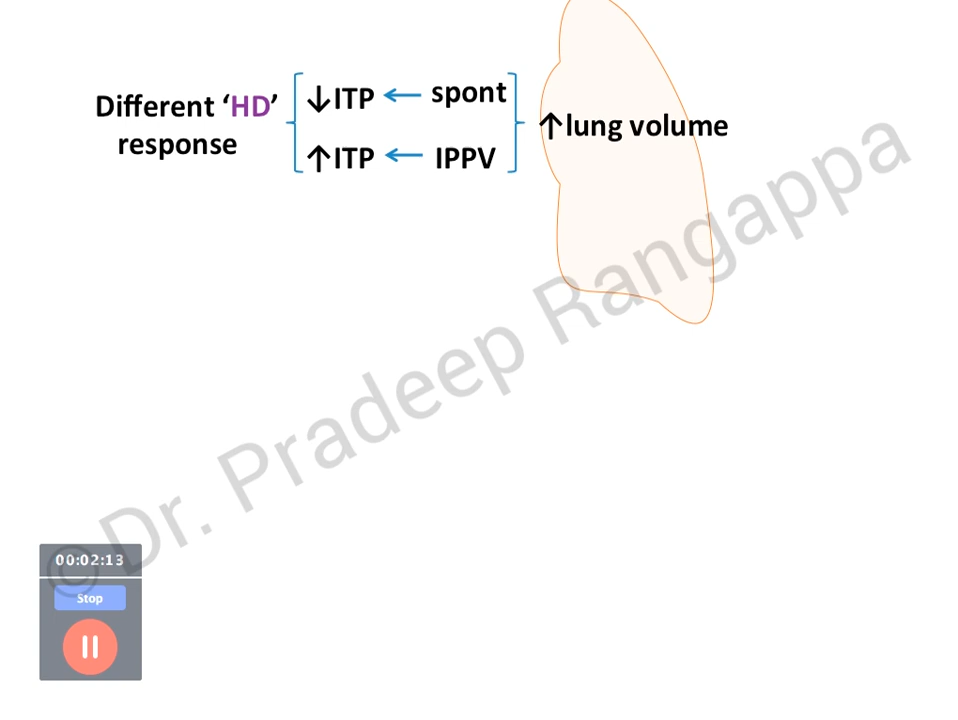 Different ‘HD’
response
↓ITP ← spont
↑ITP ← IPPV
↑lung volume
© Dr. Pradeep Rangappa
00:02:13
Stop